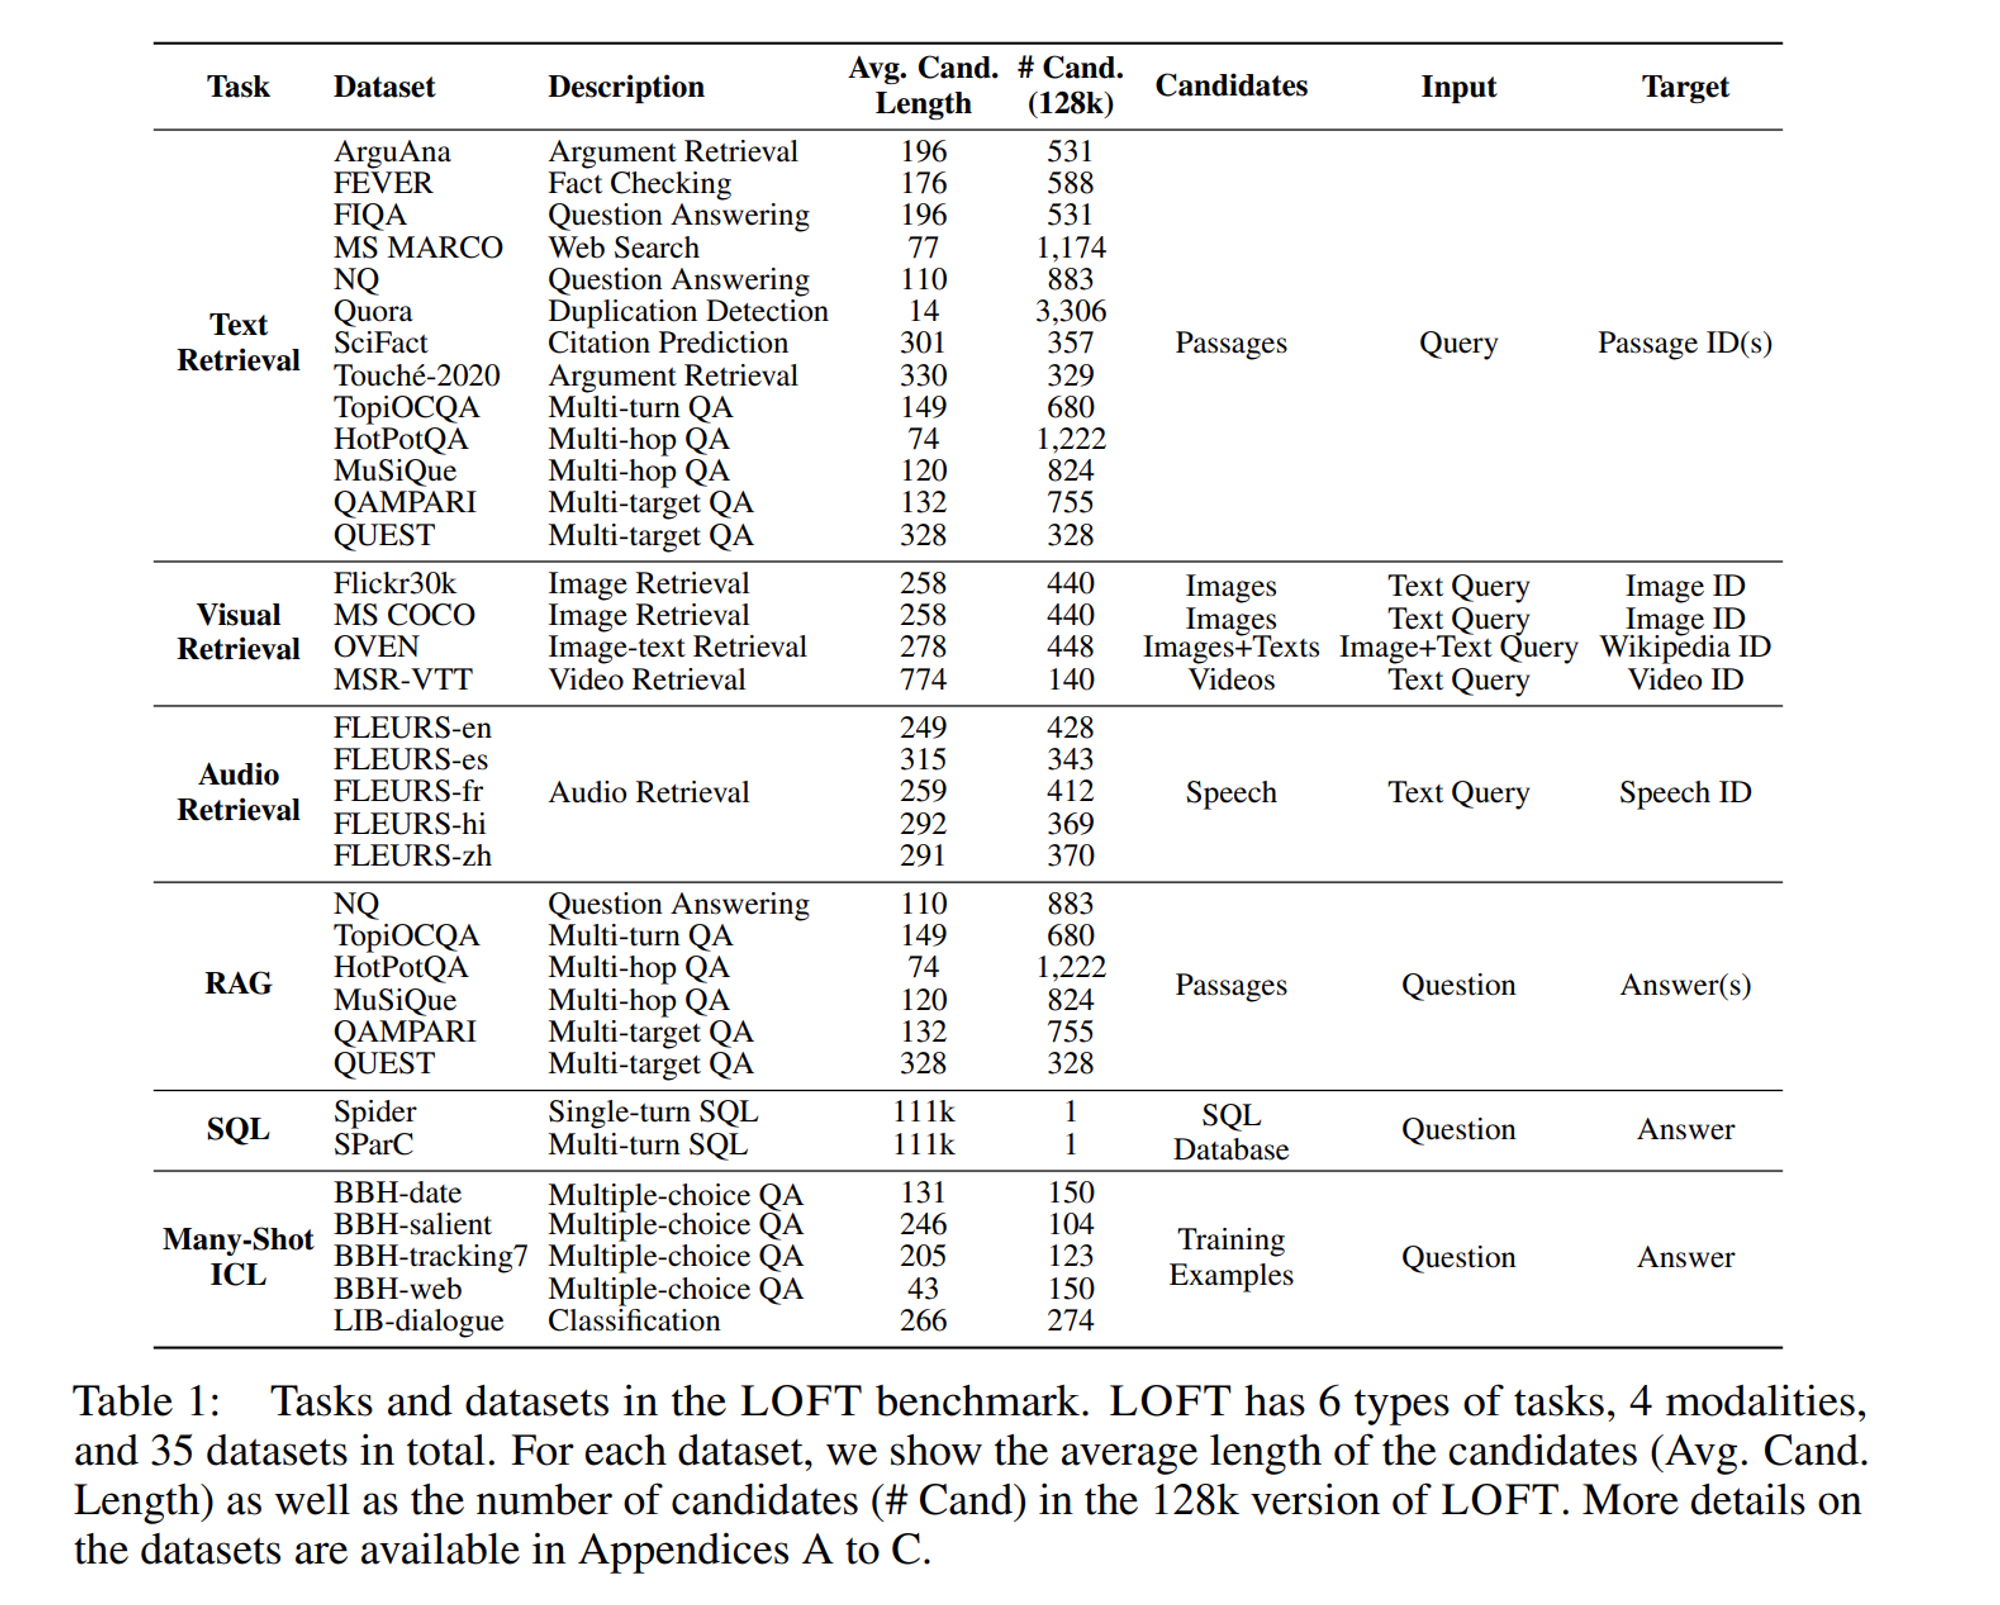 Task Dataset Description Avg. Cand. Length # Cand. (128k) Candidates Input Target
Text Retrieval
ArguAna Argument Retrieval 196 531
FEVER Fact Checking 176 588
FIQA Question Answering 196 531
MS MARCO Web Search 77 1,174
NQ Question Answering 110 883
Quora Duplication Detection 14 3,306
SciFact Citation Prediction 301 357 Passages Query Passage ID(s)
Touché-2020 Argument Retrieval 330 329
TopiOCQA Multi-turn QA 149 680
HotPotQA Multi-hop QA 74 1,222
MuSiQue Multi-hop QA 120 824
QAMPARI Multi-target QA 132 755
QUEST Multi-target QA 328 328
Visual Retrieval
Flickr30k Image Retrieval 258 440 Images Text Query Image ID
MS COCO Image Retrieval 258 440 Images Text Query Image ID
OVEN Image-text Retrieval 278 448 Images+Texts Image+Text Query Wikipedia ID
MSR-VTT Video Retrieval 774 140 Videos Text Query Video ID
Audio Retrieval
FLEURS-en 249 428
FLEURS-es 315 343
FLEURS-fr Audio Retrieval 259 412 Speech Text Query Speech ID
FLEURS-hi 292 369
FLEURS-zh 291 370
RAG
NQ Question Answering 110 883
TopiOCQA Multi-turn QA 149 680
HotPotQA Multi-hop QA 74 1,222
MuSiQue Multi-hop QA 120 824 Passages Question Answer(s)
QAMPARI Multi-target QA 132 755
QUEST Multi-target QA 328 328
SQL
Spider Single-turn SQL 111k 1
SParC Multi-turn SQL 111k 1
SQL Database Question Answer
Many-Shot ICL
BBH-date Multiple-choice QA 131 150
BBH-salient Multiple-choice QA 246 104
BBH-tracking7 Multiple-choice QA 205 123 Training Examples Question Answer
BBH-web Multiple-choice QA 43 150
LIB-dialogue Classification 266 274
Table 1: Tasks and datasets in the LOFT benchmark. LOFT has 6 types of tasks, 4 modalities,
and 35 datasets in total. For each dataset, we show the average length of the candidates (Avg. Cand.
Length) as well as the number of candidates (# Cand) in the 128k version of LOFT. More details on
the datasets are available in Appendices A to C.